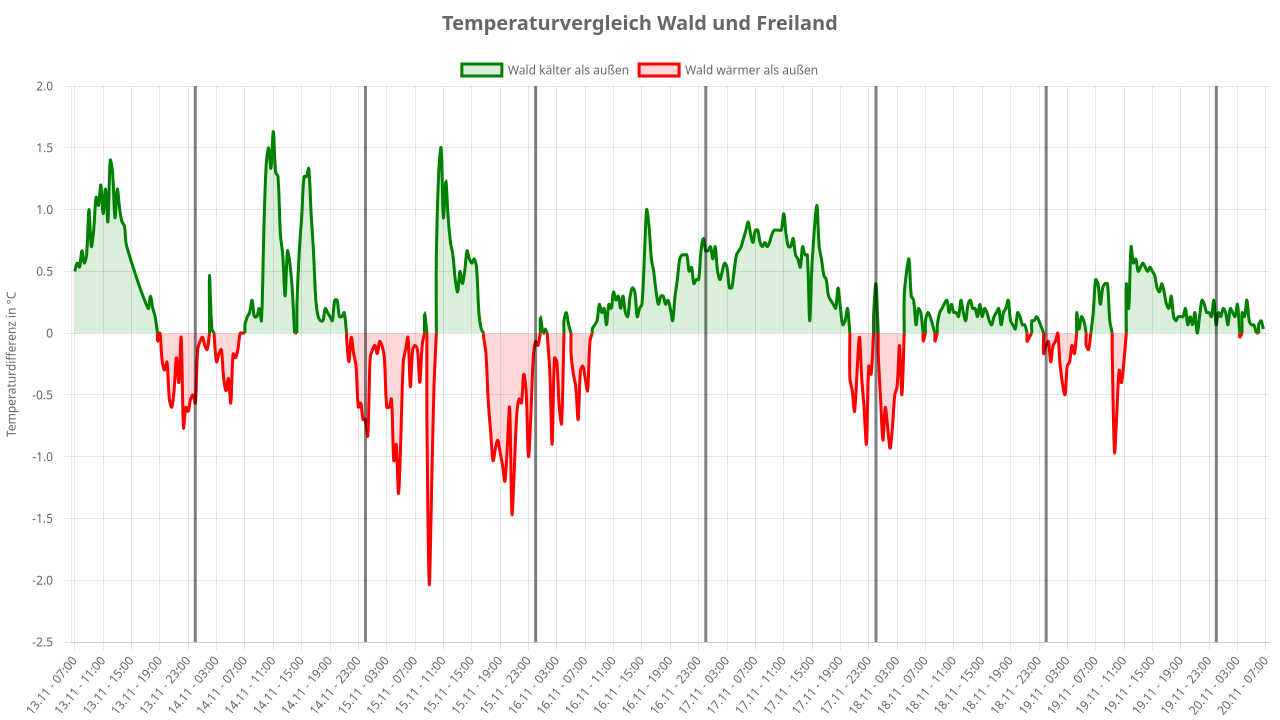 Temperaturvergleich Wald und Freiland
Wald kälter als außen Wald wärmer als außen
Temperaturdifferenz in °C
2.0
1.5
1.0
0.5
0
-0.5
-1.0
-1.5
-2.0
-2.5
13.11 - 07:00
13.11 - 11:00
13.11 - 15:00
13.11 - 19:00
13.11 - 23:00
14.11 - 03:00
14.11 - 07:00
14.11 - 11:00
14.11 - 15:00
14.11 - 19:00
14.11 - 23:00
15.11 - 03:00
15.11 - 07:00
15.11 - 11:00
15.11 - 15:00
15.11 - 19:00
15.11 - 23:00
16.11 - 03:00
16.11 - 07:00
16.11 - 11:00
16.11 - 15:00
16.11 - 19:00
16.11 - 23:00
17.11 - 03:00
17.11 - 07:00
17.11 - 11:00
17.11 - 15:00
17.11 - 19:00
17.11 - 23:00
18.11 - 03:00
18.11 - 07:00
18.11 - 11:00
18.11 - 15:00
18.11 - 19:00
18.11 - 23:00
19.11 - 03:00
19.11 - 07:00
19.11 - 11:00
19.11 - 15:00
19.11 - 19:00
19.11 - 23:00
20.11 - 03:00
20.11 - 07:00